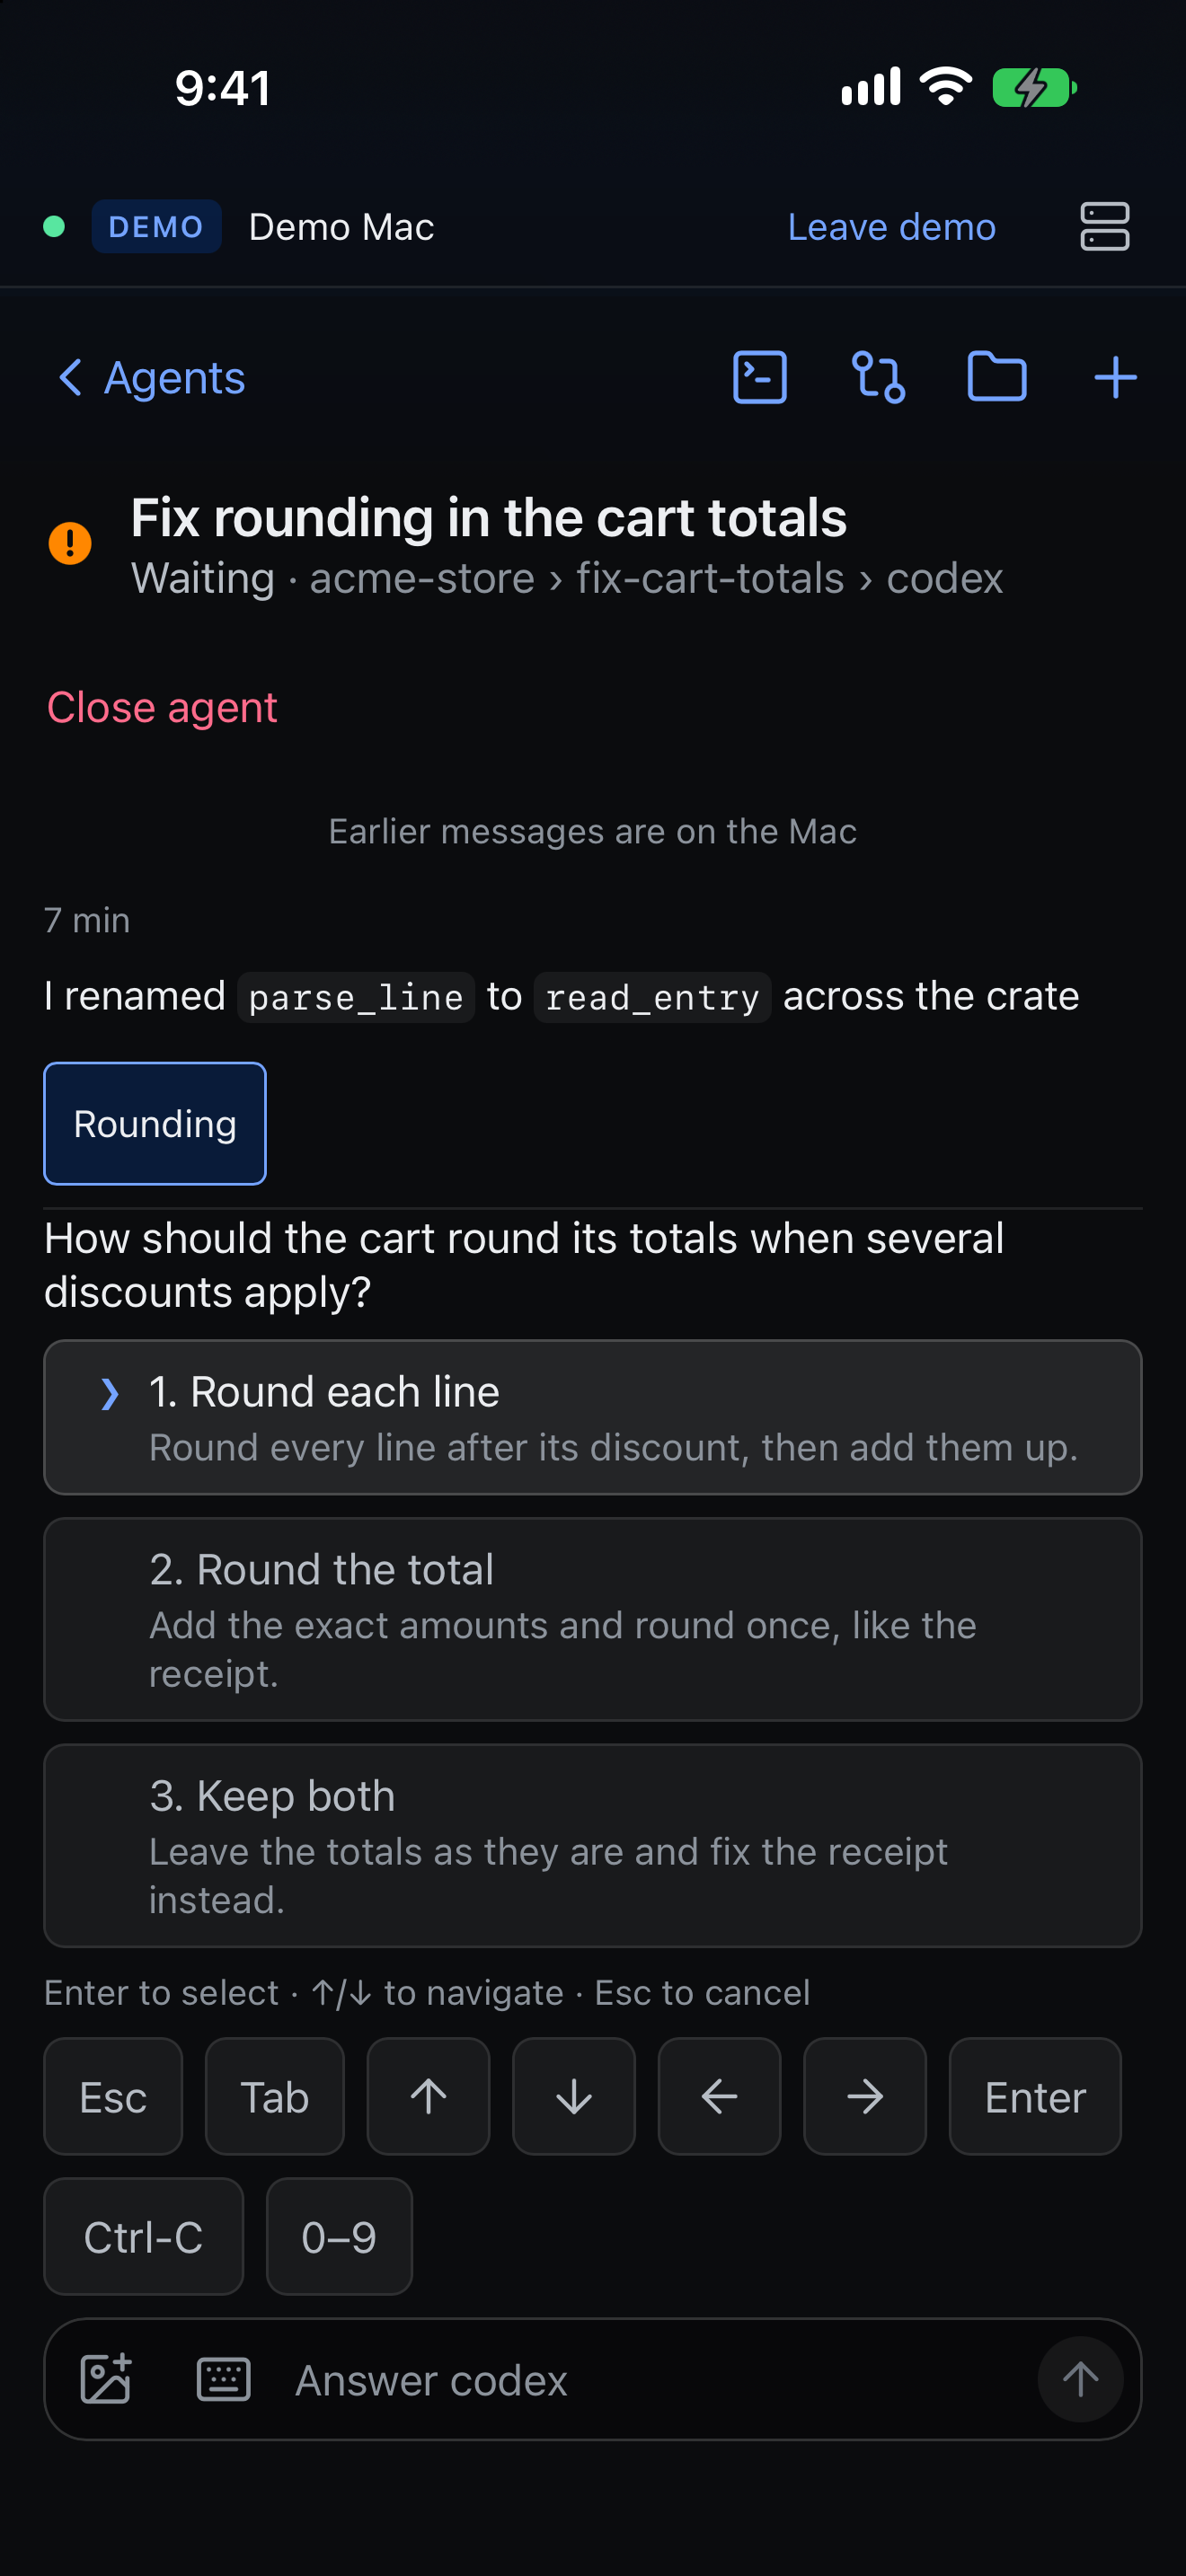 9:41
DEMO Demo Mac Leave demo
Agents
Fix rounding in the cart totals
Waiting · acme-store › fix-cart-totals › codex
Close agent
Earlier messages are on the Mac
7 min
I renamed parse_line to read_entry across the crate
Rounding
How should the cart round its totals when several
discounts apply?
❯ 1. Round each line
Round every line after its discount, then add them up.
2. Round the total
Add the exact amounts and round once, like the
receipt.
3. Keep both
Leave the totals as they are and fix the receipt
instead.
Enter to select · ↑/↓ to navigate · Esc to cancel
Esc Tab ↑ ↓ ← → Enter
Ctrl-C 0–9
Answer codex